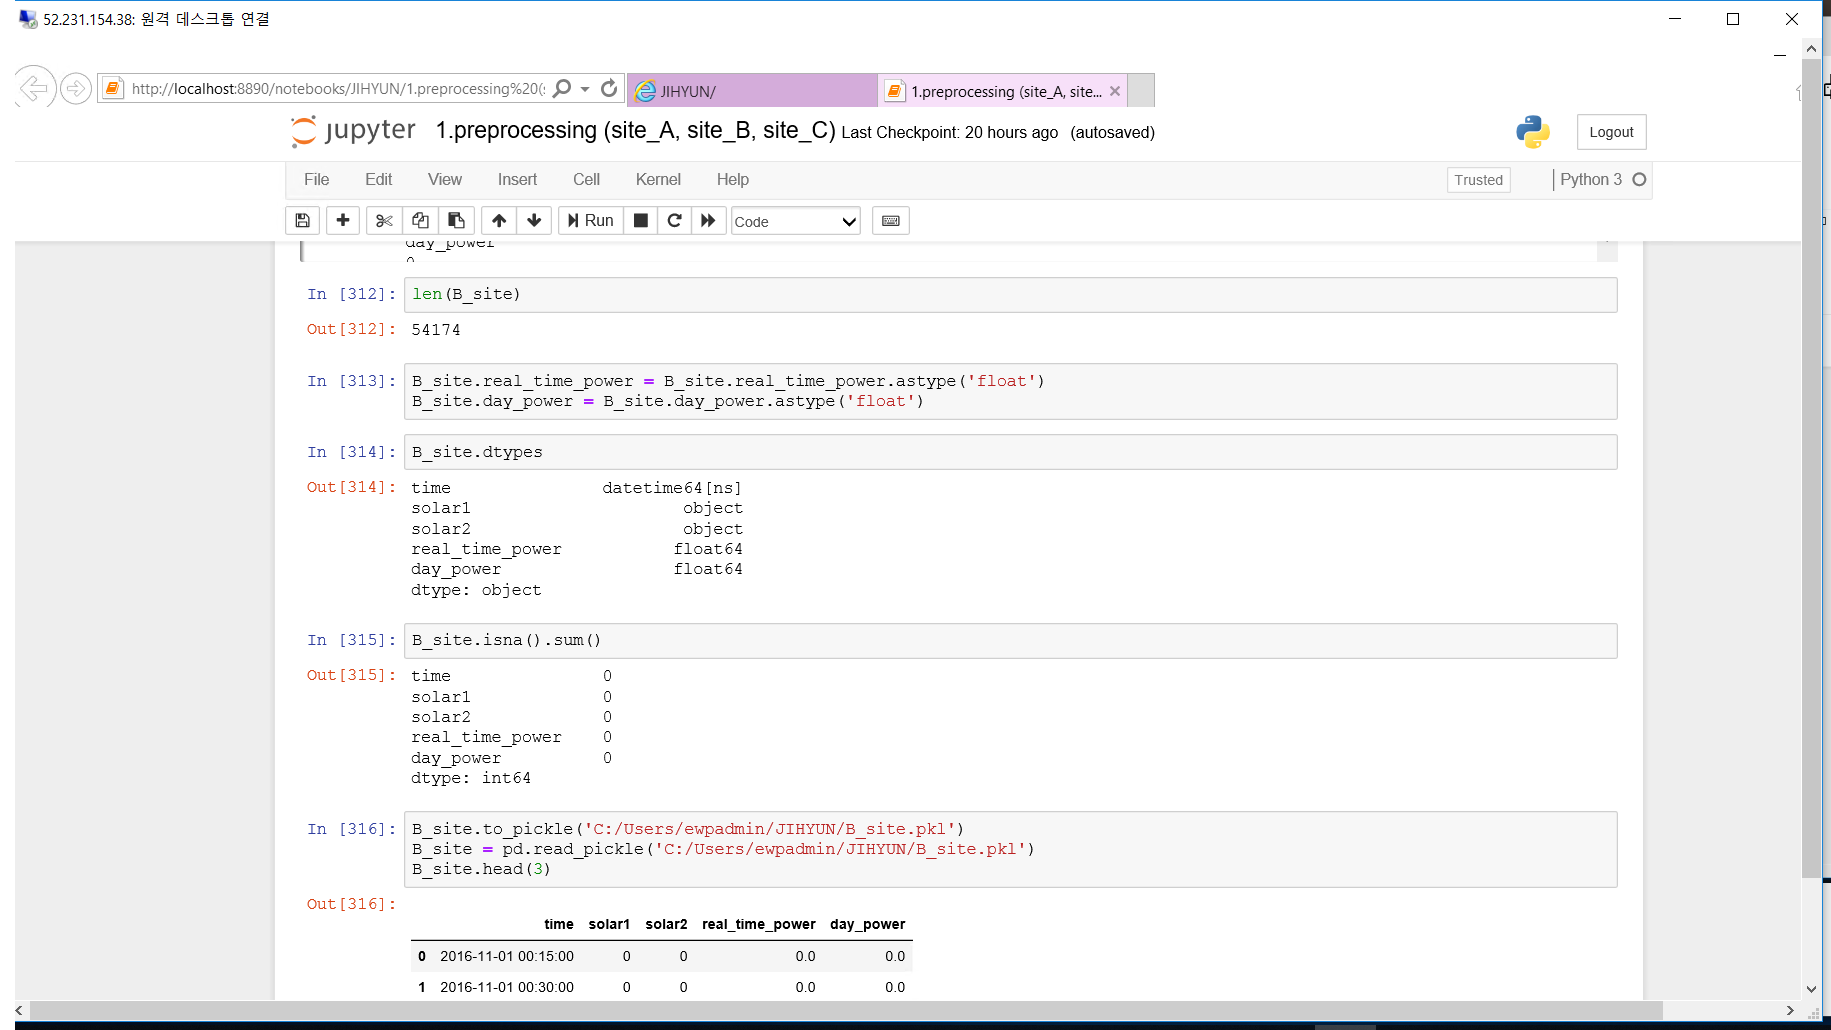 52.231.154.38: 원격 데스크톱 연결
http://localhost:8890/notebooks/JIHYUN/1.preprocessing%20(
JIHYUN/
1.preprocessing (site_A, site...
jupyter 1.preprocessing (site_A, site_B, site_C) Last Checkpoint: 20 hours ago (autosaved)
Logout
File Edit View Insert Cell Kernel Help
Trusted
Python 3
Run
Code
day_power
0
In [312]: len(B_site)
Out[312]: 54174
In [313]: B_site.real_time_power = B_site.real_time_power.astype('float')
B_site.day_power = B_site.day_power.astype('float')
In [314]: B_site.dtypes
Out[314]: time datetime64[ns]
solar1 object
solar2 object
real_time_power float64
day_power float64
dtype: object
In [315]: B_site.isna().sum()
Out[315]: time 0
solar1 0
solar2 0
real_time_power 0
day_power 0
dtype: int64
In [316]: B_site.to_pickle('C:/Users/ewpadmin/JIHYUN/B_site.pkl')
B_site = pd.read_pickle('C:/Users/ewpadmin/JIHYUN/B_site.pkl')
B_site.head(3)
Out[316]:
time solar1 solar2 real_time_power day_power
0 2016-11-01 00:15:00 0 0 0.0 0.0
1 2016-11-01 00:30:00 0 0 0.0 0.0